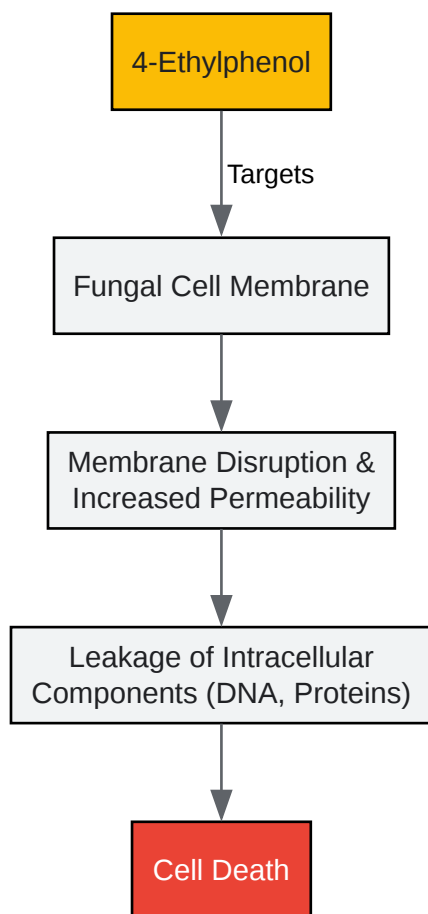 4-Ethylphenol
Targets
Fungal Cell Membrane
Membrane Disruption &
Increased Permeability
Leakage of Intracellular
Components (DNA, Proteins)
Cell Death